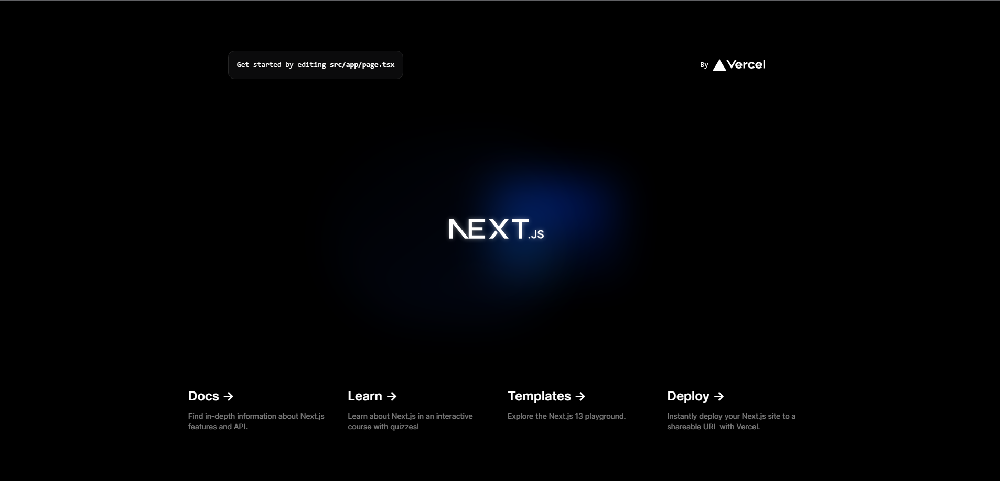 Get started by editing src/app/page.tsx
By Vercel
NEXT.JS
Docs →
Find in-depth information about Next.js
features and API.
Learn →
Learn about Next.js in an interactive
course with quizzes!
Templates →
Explore the Next.js 13 playground.
Deploy →
Instantly deploy your Next.js site to a
shareable URL with Vercel.